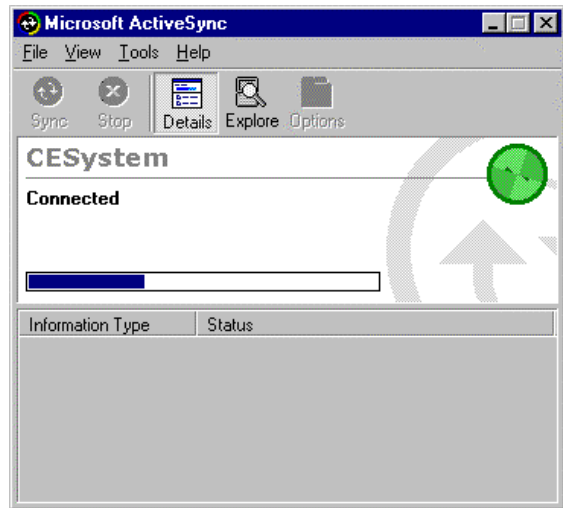 Microsoft ActiveSync
File View Tools Help
Sync Stop Details Explore Options
CESystem
Connected
Information Type Status